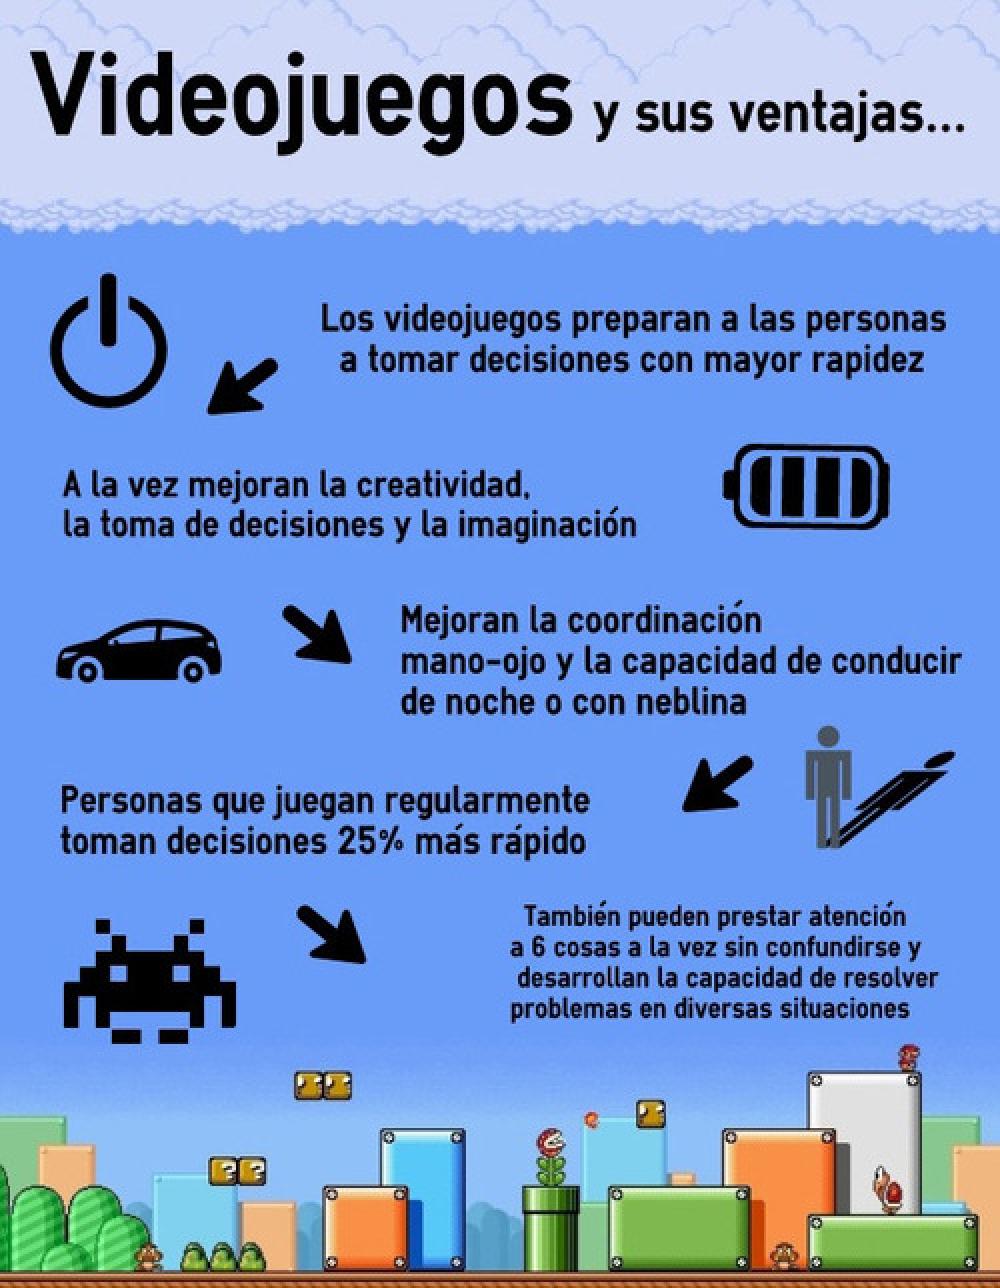 Videojuegos y sus ventajas...
Los videojuegos preparan a las personas
a tomar decisiones con mayor rapidez
A la vez mejoran la creatividad,
la toma de decisiones y la imaginación
Mejoran la coordinación
mano-ojo y la capacidad de conducir
de noche o con neblina
Personas que juegan regularmente
toman decisiones 25% más rápido
También pueden prestar atención
a 6 cosas a la vez sin confundirse y
desarrollan la capacidad de resolver
problemas en diversas situaciones